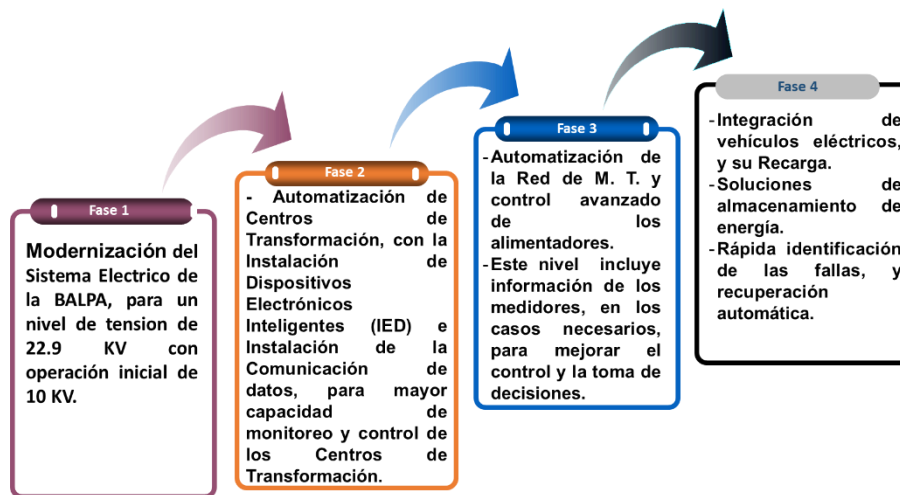 Fase 1
Modernización del
Sistema Electrico de
la BALPA, para un
nivel de tension de
22.9 KV con
operación inicial de
10 KV.
Fase 2
- Automatización de
Centros de
Transformación, con la
Instalación de
Dispositivos
Electrónicos
Inteligentes (IED) e
Instalación de la
Comunicación de
datos, para mayor
capacidad de
monitoreo y control de
los Centros de
Transformación.
Fase 3
-Automatización de
la Red de M. T. y
control avanzado
de los
alimentadores.
-Este nivel incluye
información de los
medidores, en los
casos necesarios,
para mejorar el
control y la toma de
decisiones.
Fase 4
-Integración de
vehículos eléctricos,
y su Recarga.
-Soluciones de
almacenamiento de
energía.
-Rápida identificación
de las fallas, y
recuperación
automática.